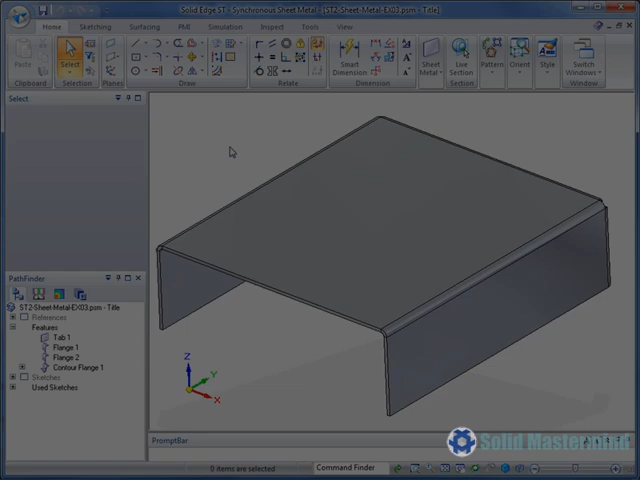 Solid Edge ST - Synchronous Sheet Metal - [ST2-Sheet-Metal-EX03.psm - Title]
Home Sketching Surfacing PMI Simulation Inspect Tools View
Paste
Select
Smart Dimension
Sheet Metal
Live Section
Pattern
Orient
Style
Switch Windows
Clipboard Selection Planes Draw Relate Dimension Window
Select
PathFinder
ST2-Sheet-Metal-EX03.psm - Title
References
Features
Tab 1
Flange 1
Flange 2
Contour Flange 1
Sketches
Used Sketches
Z
Y
X
PromptBar
Solid Mastermind
0 items are selected
Command Finder